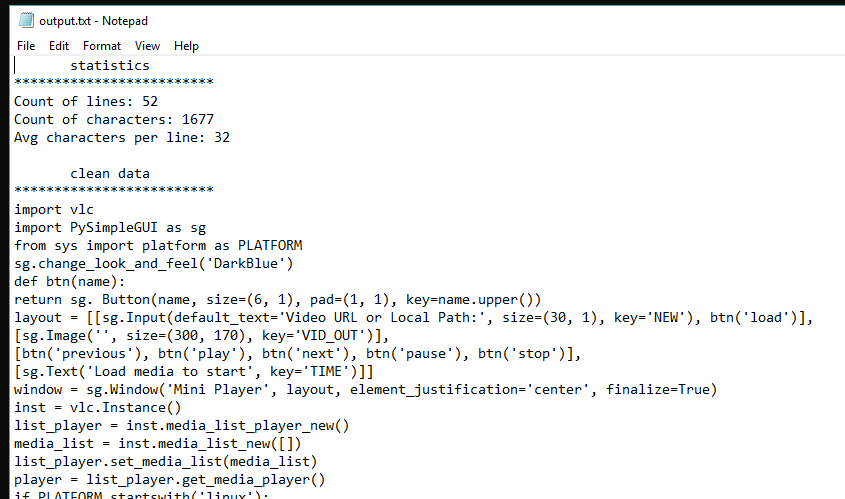 output.txt - Notepad
File Edit Format View Help
statistics
*************************
Count of lines: 52
Count of characters: 1677
Avg characters per line: 32
clean data
*************************
import vlc
import PySimpleGUI as sg
from sys import platform as PLATFORM
sg.change_look_and_feel('DarkBlue')
def btn(name):
return sg. Button(name, size=(6, 1), pad=(1, 1), key=name.upper())
layout = [[sg.Input(default_text='Video URL or Local Path:', size=(30, 1), key='NEW'), btn('load')],
[sg.Image('', size=(300, 170), key='VID_OUT')],
[btn('previous'), btn('play'), btn('next'), btn('pause'), btn('stop')],
[sg.Text('Load media to start', key='TIME')]]
window = sg.Window('Mini Player', layout, element_justification='center', finalize=True)
inst = vlc.Instance()
list_player = inst.media_list_player_new()
media_list = inst.media_list_new([])
list_player.set_media_list(media_list)
player = list_player.get_media_player()
if PLATFORM.startswith('linux'):